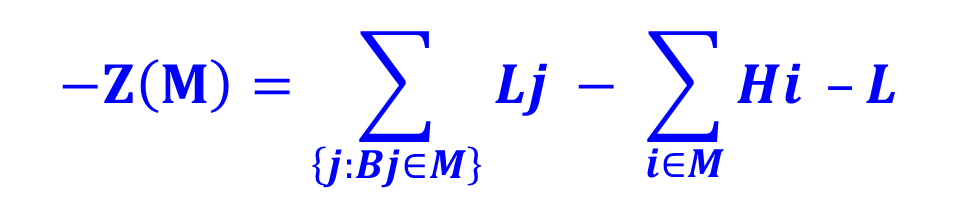 −Z(M) = ∑ Lj − ∑ Hi – L
{j:Bj∈M} i∈M